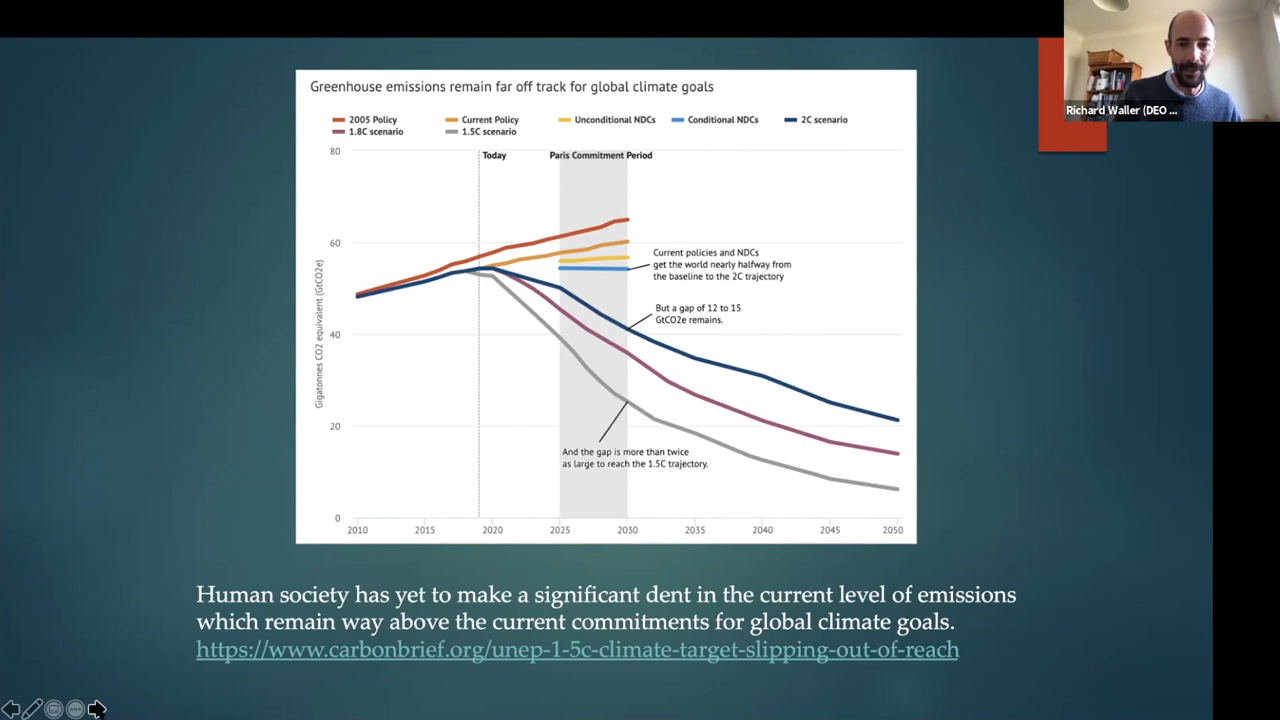 Greenhouse emissions remain far off track for global climate goals
2005 Policy
Current Policy
Unconditional NDCs
Conditional NDCs
2C scenario
1.8C scenario
1.5C scenario
80
60
40
20
0
Gigatonnes CO2 equivalent (GtCO2e)
Today
Paris Commitment Period
Current policies and NDCs
get the world nearly halfway from
the baseline to the 2C trajectory
But a gap of 12 to 15
GtCO2e remains.
And the gap is more than twice
as large to reach the 1.5C trajectory.
2010 2015 2020 2025 2030 2035 2040 2045 2050
Human society has yet to make a significant dent in the current level of emissions
which remain way above the current commitments for global climate goals.
https://www.carbonbrief.org/unep-1-5c-climate-target-slipping-out-of-reach
Richard Waller (DEO ...